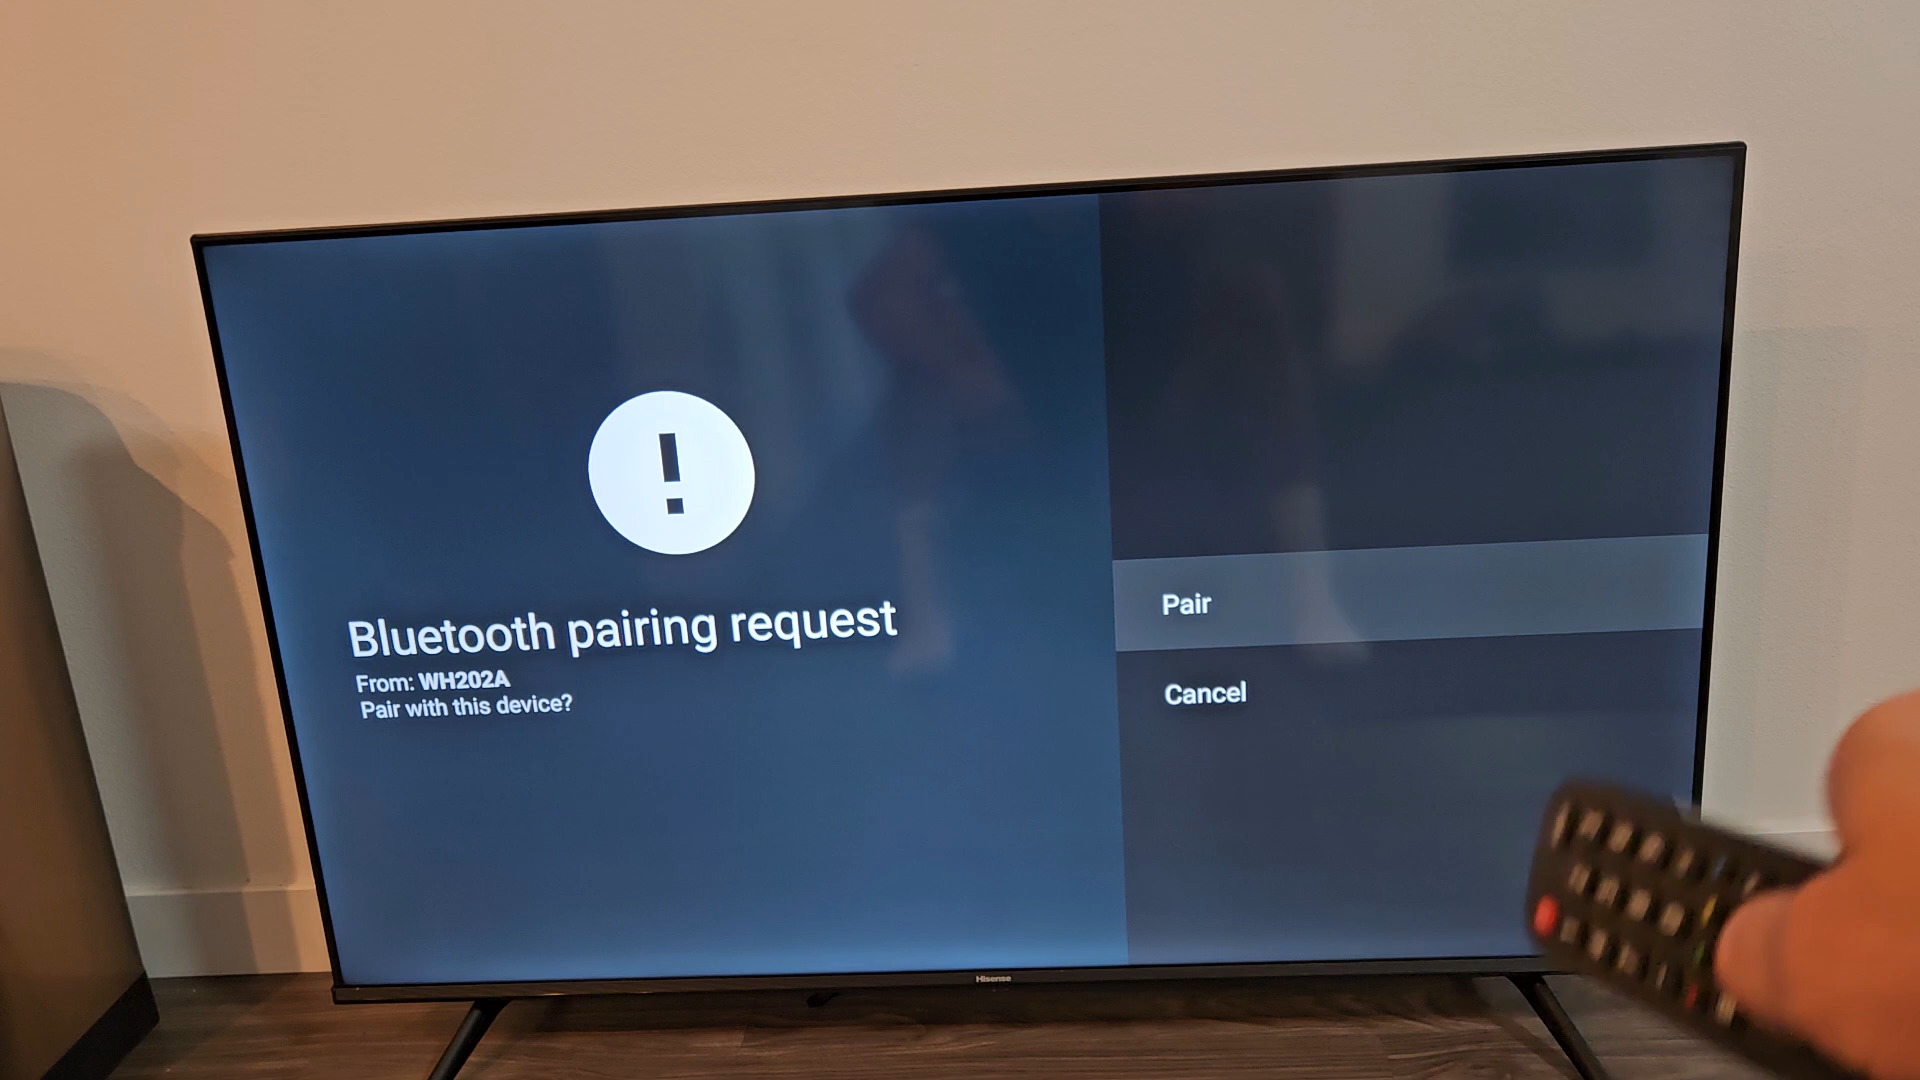 Bluetooth pairing request
From: WH202A
Pair with this device?
Pair
Cancel
Hisense